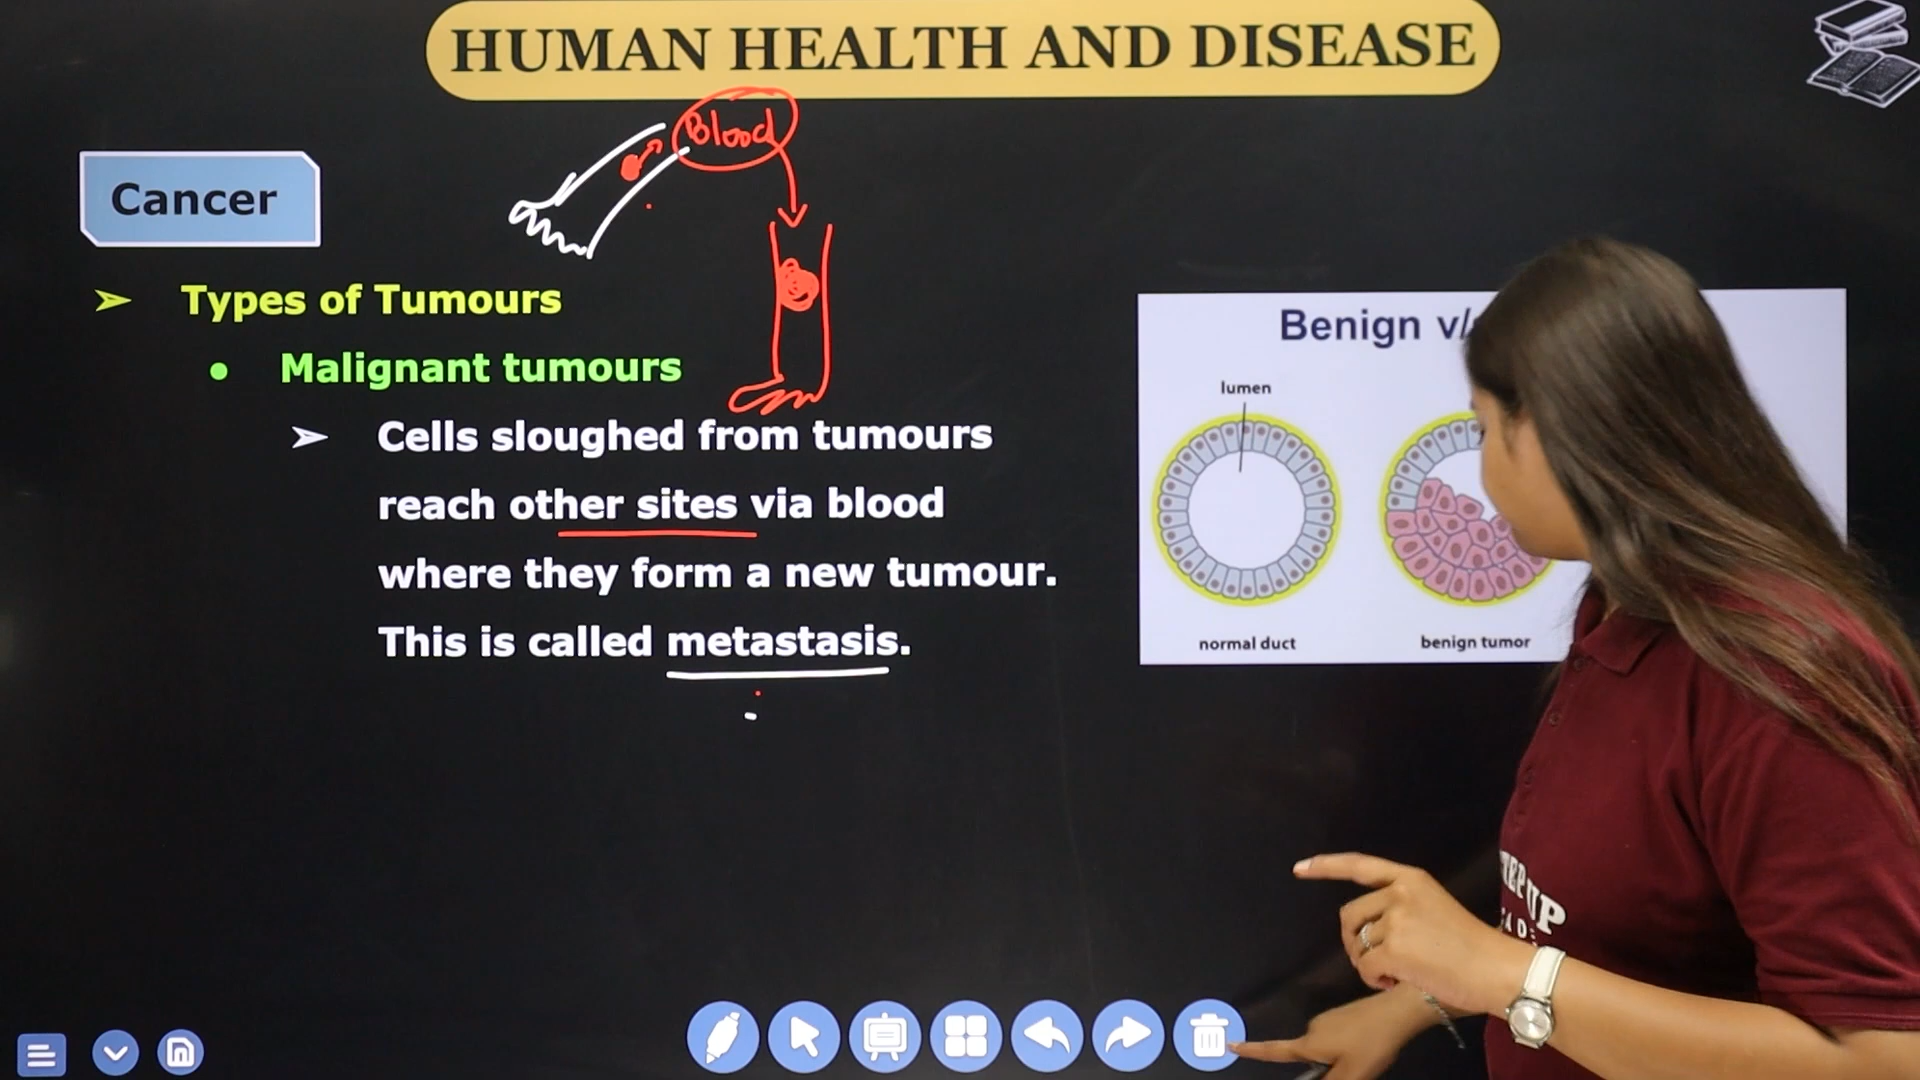 HUMAN HEALTH AND DISEASE
Blood
Cancer
➢ Types of Tumours
• Malignant tumours
➢ Cells sloughed from tumours
reach other sites via blood
where they form a new tumour.
This is called metastasis.
Benign
lumen
normal duct
benign tumor
UP